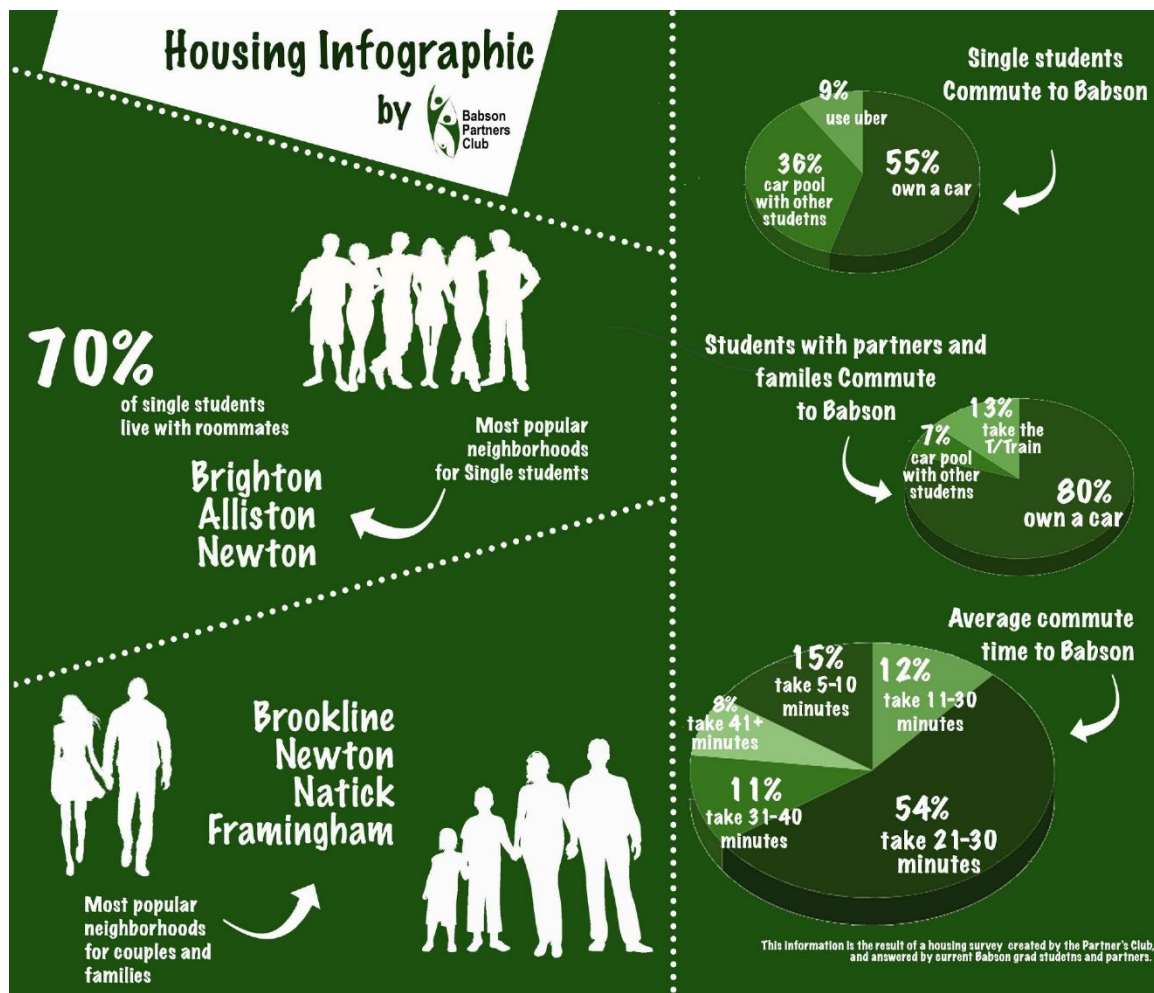 Housing Infographic
by
Babson
Partners
Club
70%
of single students
live with roommates
Most popular
neighborhoods
for Single students
Brighton
Alliston
Newton
Brookline
Newton
Natick
Framingham
Most popular
neighborhoods
for couples and
families
Single students
Commute to Babson
9%
use uber
36%
car pool
with other
studetns
55%
own a car
Students with partners and
familes Commute
to Babson
13%
take the
T/Train
7%
car pool
with other
studetns
80%
own a car
Average commute
time to Babson
15%
take 5-10
minutes
12%
take 11-30
minutes
8%
take 41+
minutes
11%
take 31-40
minutes
54%
take 21-30
minutes
This information is the result of a housing survey created by the Partner's Club,
and answered by current Babson grad studetns and partners.